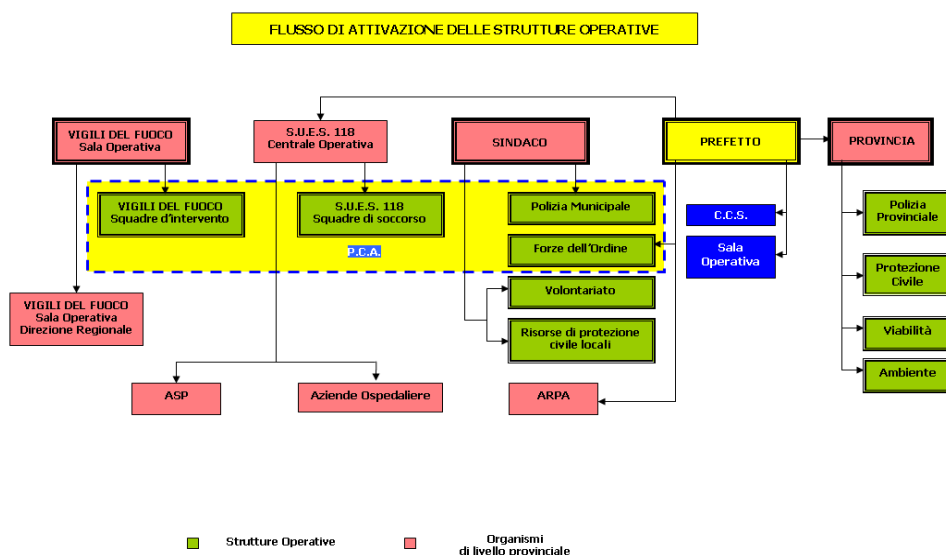 FLUSSO DI ATTIVAZIONE DELLE STRUTTURE OPERATIVE
VIGILI DEL FUOCO
Sala Operativa
S.U.E.S. 118
Centrale Operativa
SINDACO
PREFETTO
PROVINCIA
VIGILI DEL FUOCO
Squadre d'intervento
S.U.E.S. 118
Squadre di soccorso
Polizia Municipale
C.C.S.
Polizia
Provinciale
P.C.A.
Forze dell'Ordine
Sala
Operativa
Protezione
Civile
VIGILI DEL FUOCO
Sala Operativa
Direzione Regionale
Volontariato
Risorse di protezione
civile locali
Viabilità
Ambiente
ASP
Aziende Ospedaliere
ARPA
Strutture Operative
Organismi
di livello provinciale